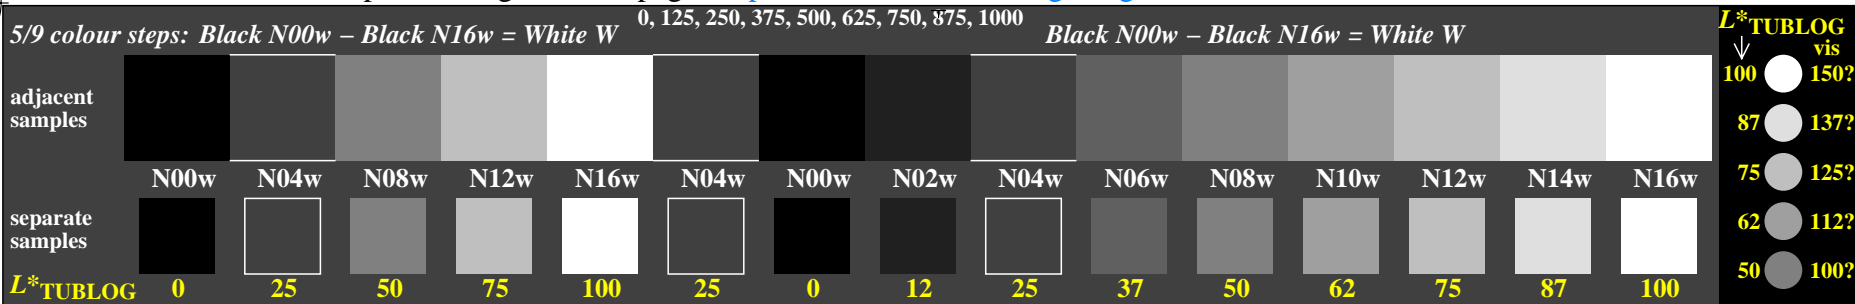 0, 125, 250, 375, 500, 625, 750, 875, 1000
5/9 colour steps: Black N00w – Black N16w = White W
Black N00w – Black N16w = White W
adjacent
samples
N00w N04w N08w N12w N16w N04w N00w N02w N04w N06w N08w N10w N12w N14w N16w
separate
samples
L*TUBLOG 0 25 50 75 100 25 0 12 25 37 50 62 75 87 100
L*TUBLOG
vis
100 150?
87 137?
75 125?
62 112?
50 100?